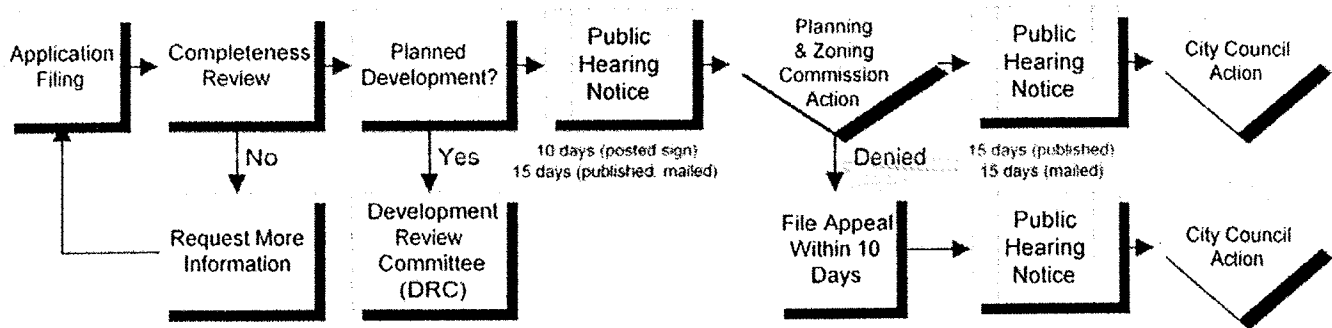 Application
Filing
Completeness
Review
Planned
Development?
Public
Hearing
Notice
Planning
& Zoning
Commission
Action
Public
Hearing
Notice
City Council
Action
No
Yes
10 days (posted sign)
15 days (published, mailed)
Denied
15 days (published)
15 days (mailed)
Request More
Information
Development
Review
Committee
(DRC)
File Appeal
Within 10
Days
Public
Hearing
Notice
City Council
Action